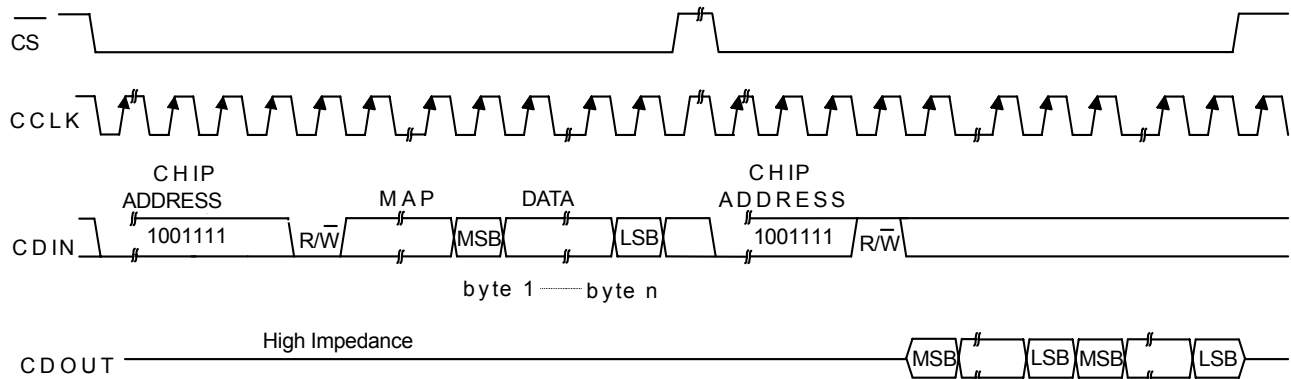 CS
CCLK
CHIP
ADDRESS
MAP
DATA
CHIP
ADDRESS
CDIN
1001111
R/W
MSB
LSB
1001111
R/W
byte 1
byte n
High Impedance
CDOUT
MSB
LSB
MSB
LSB